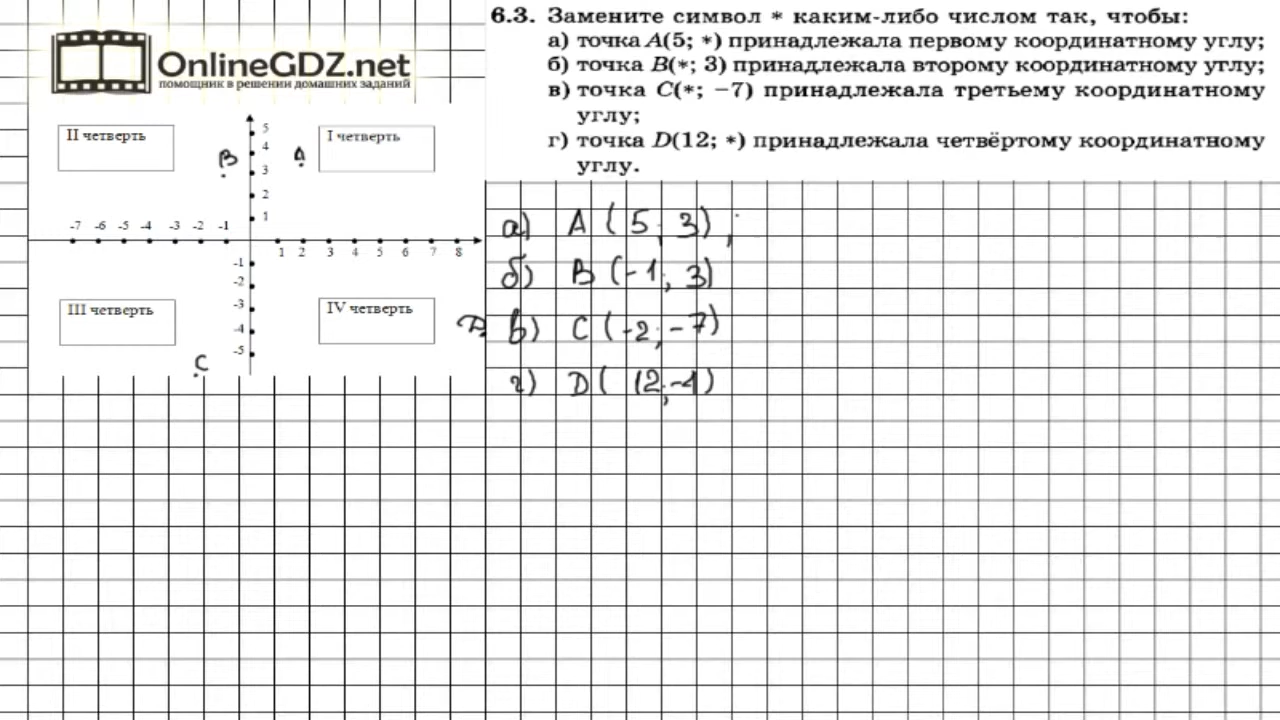 OnlineGDZ.net
помощник в решении домашних заданий
6.3. Замените символ * каким-либо числом так, чтобы:
а) точка A(5; *) принадлежала первому координатному углу;
б) точка B(*; 3) принадлежала второму координатному углу;
в) точка C(*; −7) принадлежала третьему координатному
углу;
г) точка D(12; *) принадлежала четвёртому координатному
углу.
II четверть
I четверть
B
A
5
4
3
2
1
-7 -6 -5 -4 -3 -2 -1
1 2 3 4 5 6 7 8
-1
-2
-3
-4
-5
III четверть
IV четверть
C
D
а) A (5; 3);
б) B (-1; 3)
в) C (-2; -7)
г) D (12; -1)